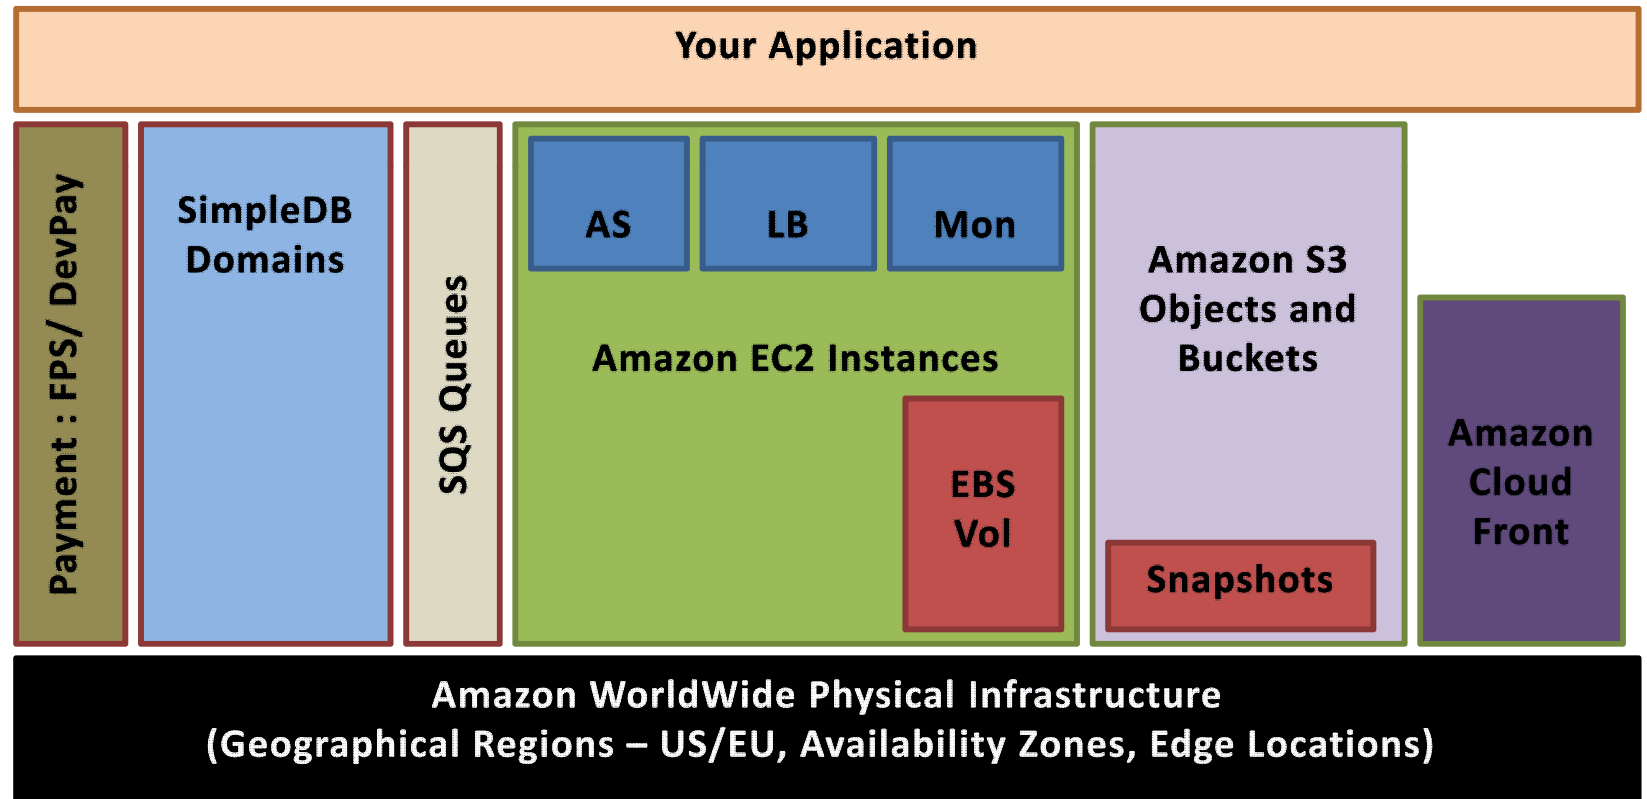 Your Application
Payment : FPS/ DevPay
SimpleDB
Domains
SQS Queues
AS
LB
Mon
Amazon EC2 Instances
EBS
Vol
Amazon S3
Objects and
Buckets
Snapshots
Amazon
Cloud
Front
Amazon WorldWide Physical Infrastructure
(Geographical Regions – US/EU, Availability Zones, Edge Locations)